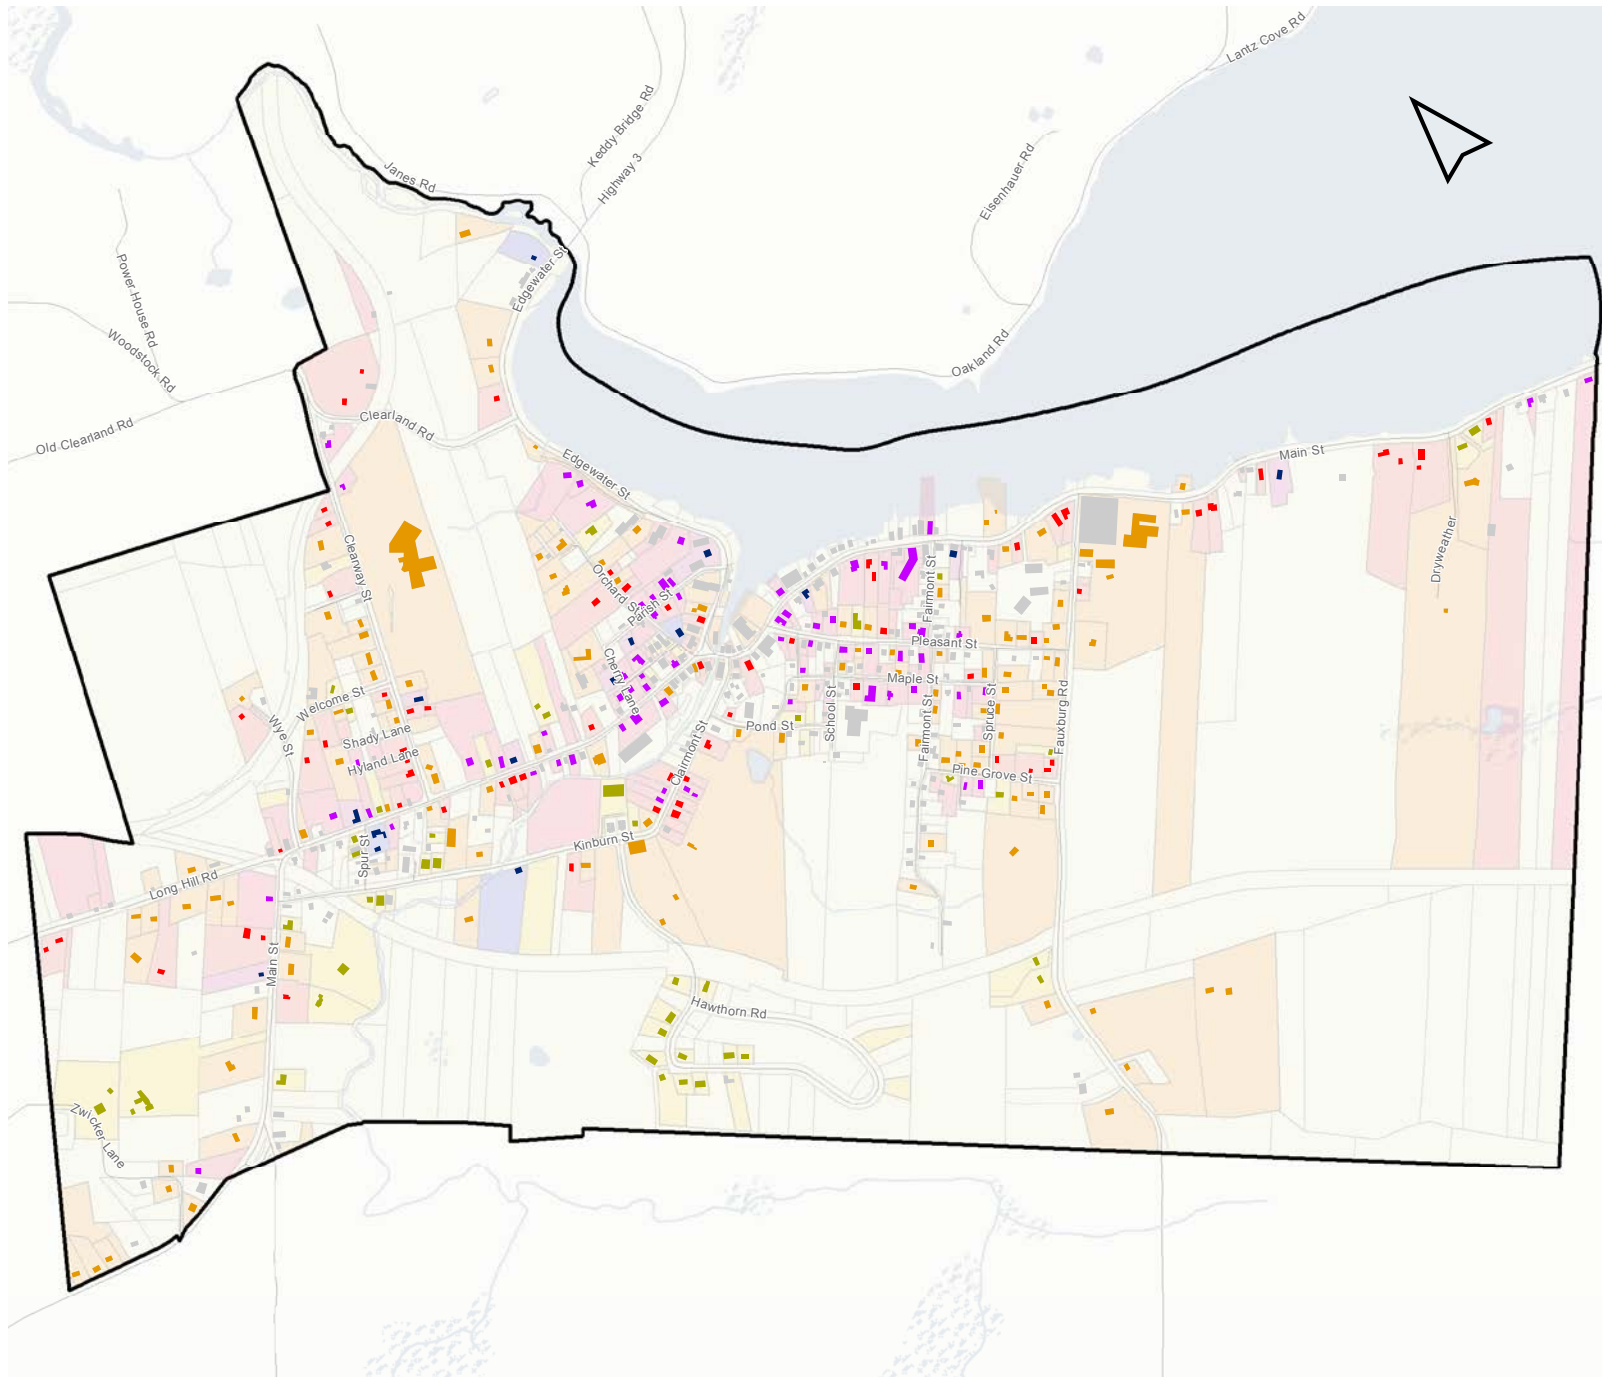 Lantz Cove Rd
Keddy Bridge Rd
Highway 3
Janes Rd
Eisenhauer Rd
Edgewater St
Power House Rd
Woodstock Rd
Oakland Rd
Old Clearland Rd
Clearland Rd
Edgewater St
Main St
Clearway St
Orchard St
Parish St
Fairmont St
Dryweather
Pleasant St
Cherry Lane
Maple St
Welcome St
Wye St
Shady Lane
Hyland Lane
Clairmont St
Pond St
School St
Fairmont St
Spruce St
Fauxburg Rd
Pine Grove St
Spur St
Kinburn St
Long Hill Rd
Main St
Hawthorn Rd
Zwicker Lane